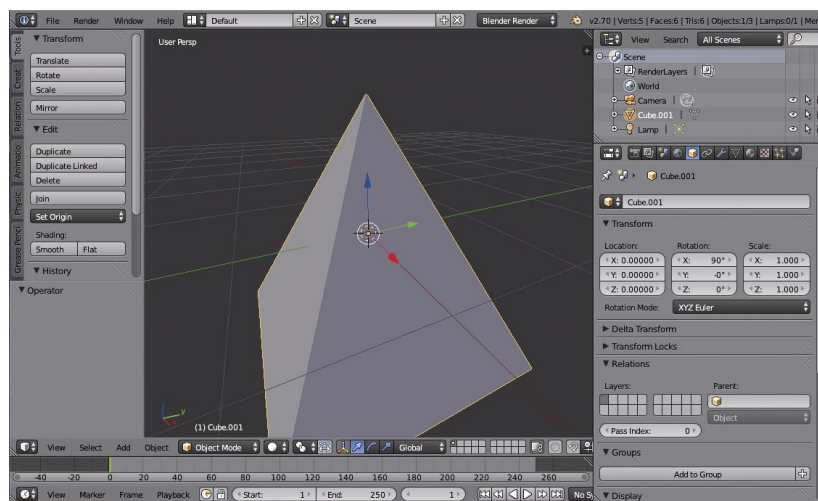 File Render Window Help Default Scene Blender Render v2.70 | Verts:5 | Faces:6 | Tris:6 | Objects:1/3 | Lamps:0/1 |
Tools
Creat
Relation
Animatio
Physic
Grease Penci
Transform
Translate
Rotate
Scale
Mirror
Edit
Duplicate
Duplicate Linked
Delete
Join
Set Origin
Shading:
Smooth Flat
History
Operator
User Persp
(1) Cube.001
View Search All Scenes
Scene
RenderLayers |
World
Camera |
Cube.001 |
Lamp |
Cube.001
Cube.001
Transform
Location: Rotation: Scale:
X: 0.00000 X: 90° X: 1.000
Y: 0.00000 Y: -0° Y: 1.000
Z: 0.00000 Z: 0° Z: 1.000
Rotation Mode: XYZ Euler
Delta Transform
Transform Locks
Relations
Layers: Parent:
Object
Pass Index: 0
Groups
Add to Group
Display
View Select Add Object Object Mode Global
-40 -20 0 20 40 60 80 100 120 140 160 180 200 220 240 260
View Marker Frame Playback Start: 1 End: 250 1 No